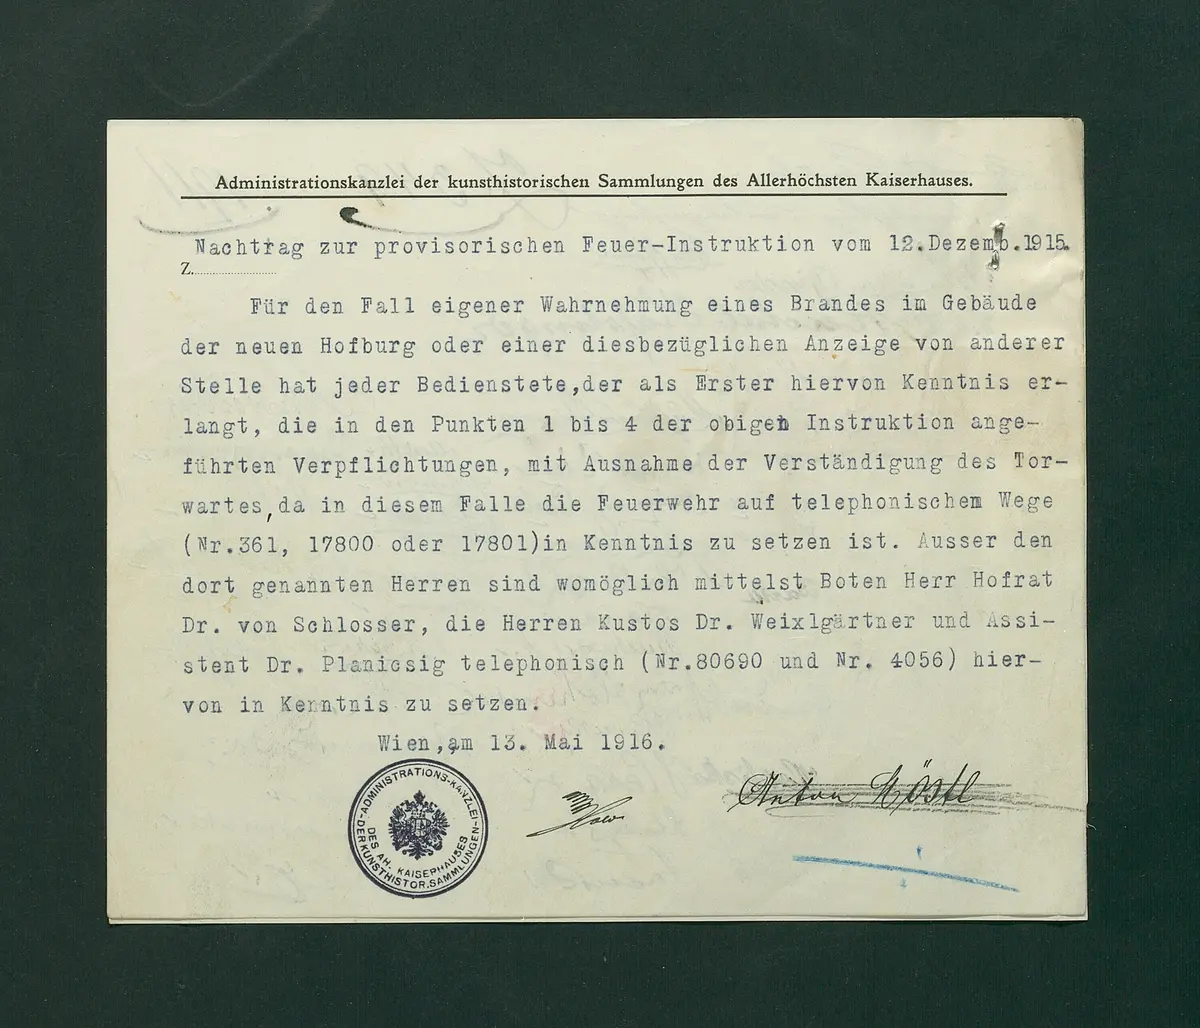 Administrationskanzlei der kunsthistorischen Sammlungen des Allerhöchsten Kaiserhauses.
Nachtrag zur provisorischen Feuer-Instruktion vom 12.Dezemb.1915.
Z.
Für den Fall eigener Wahrnehmung eines Brandes im Gebäude
der neuen Hofburg oder einer diesbezüglichen Anzeige von anderer
Stelle hat jeder Bedienstete,der als Erster hiervon Kenntnis er-
langt, die in den Punkten 1 bis 4 der obigen Instruktion ange-
führten Verpflichtungen, mit Ausnahme der Verständigung des Tor-
wartes,da in diesem Falle die Feuerwehr auf telephonischem Wege
(Nr.361, 17800 oder 17801)in Kenntnis zu setzen ist. Ausser den
dort genannten Herren sind womöglich mittelst Boten Herr Hofrat
Dr. von Schlosser, die Herren Kustos Dr. Weixlgärtner und Assi-
stent Dr. Planicsig telephonisch (Nr.80690 und Nr. 4056) hier-
von in Kenntnis zu setzen.
Wien,am 13. Mai 1916.
Anton Löstl
ADMINISTRATIONS-KANZLEI
DER KUNSTHISTOR. SAMMLUNGEN
DES AH. KAISERHAUSES